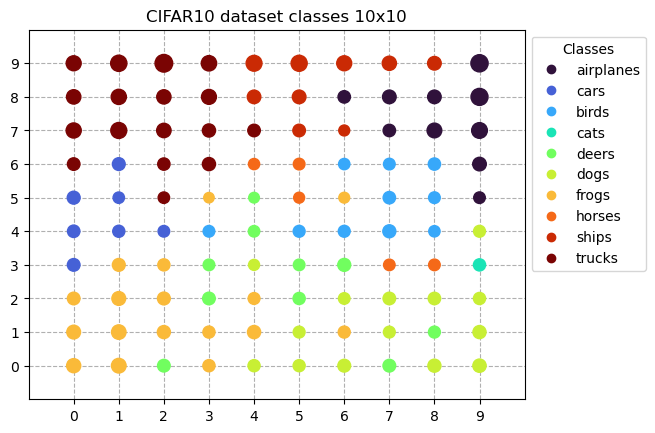 CIFAR10 dataset classes 10x10
9
8
7
6
5
4
3
2
1
0
0 1 2 3 4 5 6 7 8 9
Classes
airplanes
cars
birds
cats
deers
dogs
frogs
horses
ships
trucks